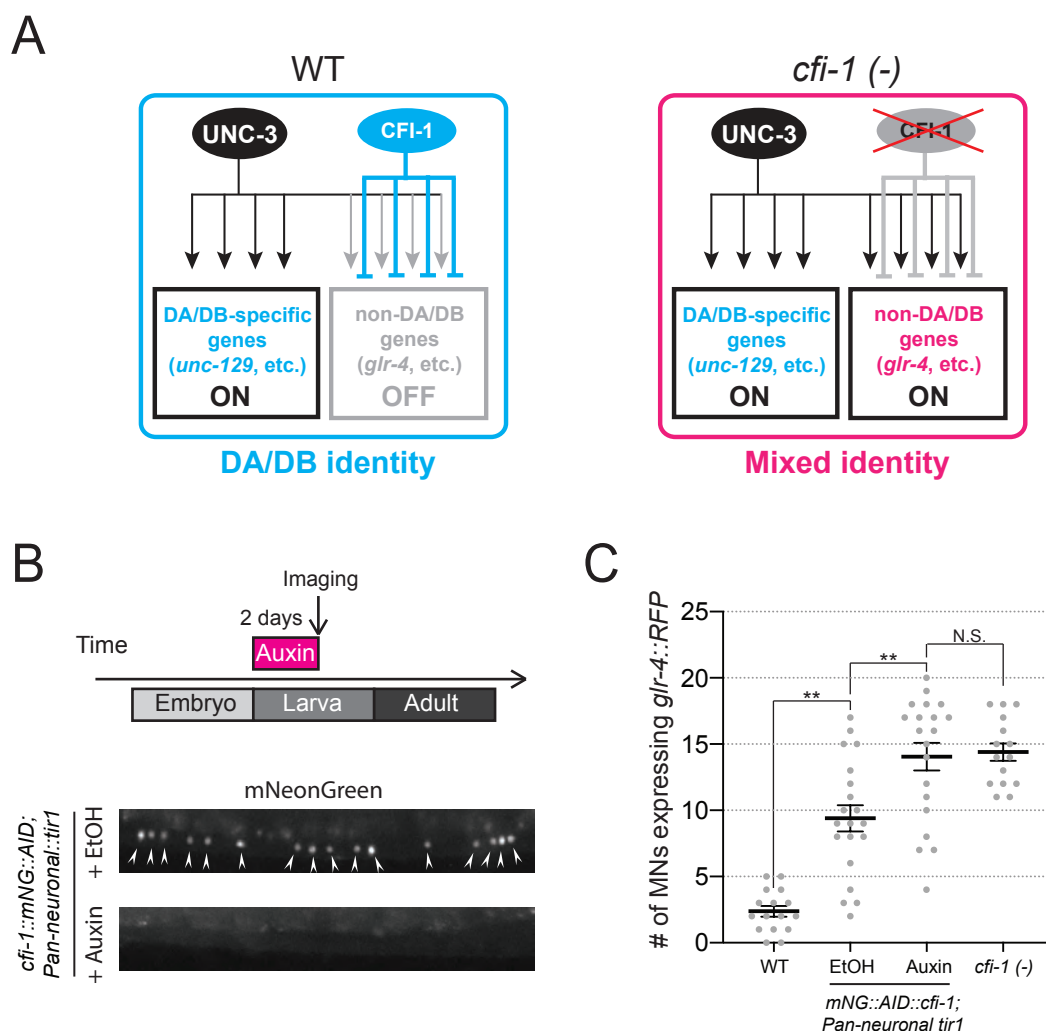 A
WT
cfi-1 (-)
UNC-3
CFI-1
UNC-3
CFI-1
DA/DB-specific
genes
(unc-129, etc.)
ON
non-DA/DB
genes
(glr-4, etc.)
OFF
DA/DB-specific
genes
(unc-129, etc.)
ON
non-DA/DB
genes
(glr-4, etc.)
ON
DA/DB identity
Mixed identity
B
Imaging
2 days
Time
Auxin
Embryo
Larva
Adult
mNeonGreen
cfi-1::mNG::AID;
Pan-neuronal::tir1
+ EtOH
+ Auxin
C
# of MNs expressing glr-4::RFP
25
20
15
10
5
0
**
**
N.S.
WT
EtOH
Auxin
cfi-1 (-)
mNG::AID::cfi-1;
Pan-neuronal tir1